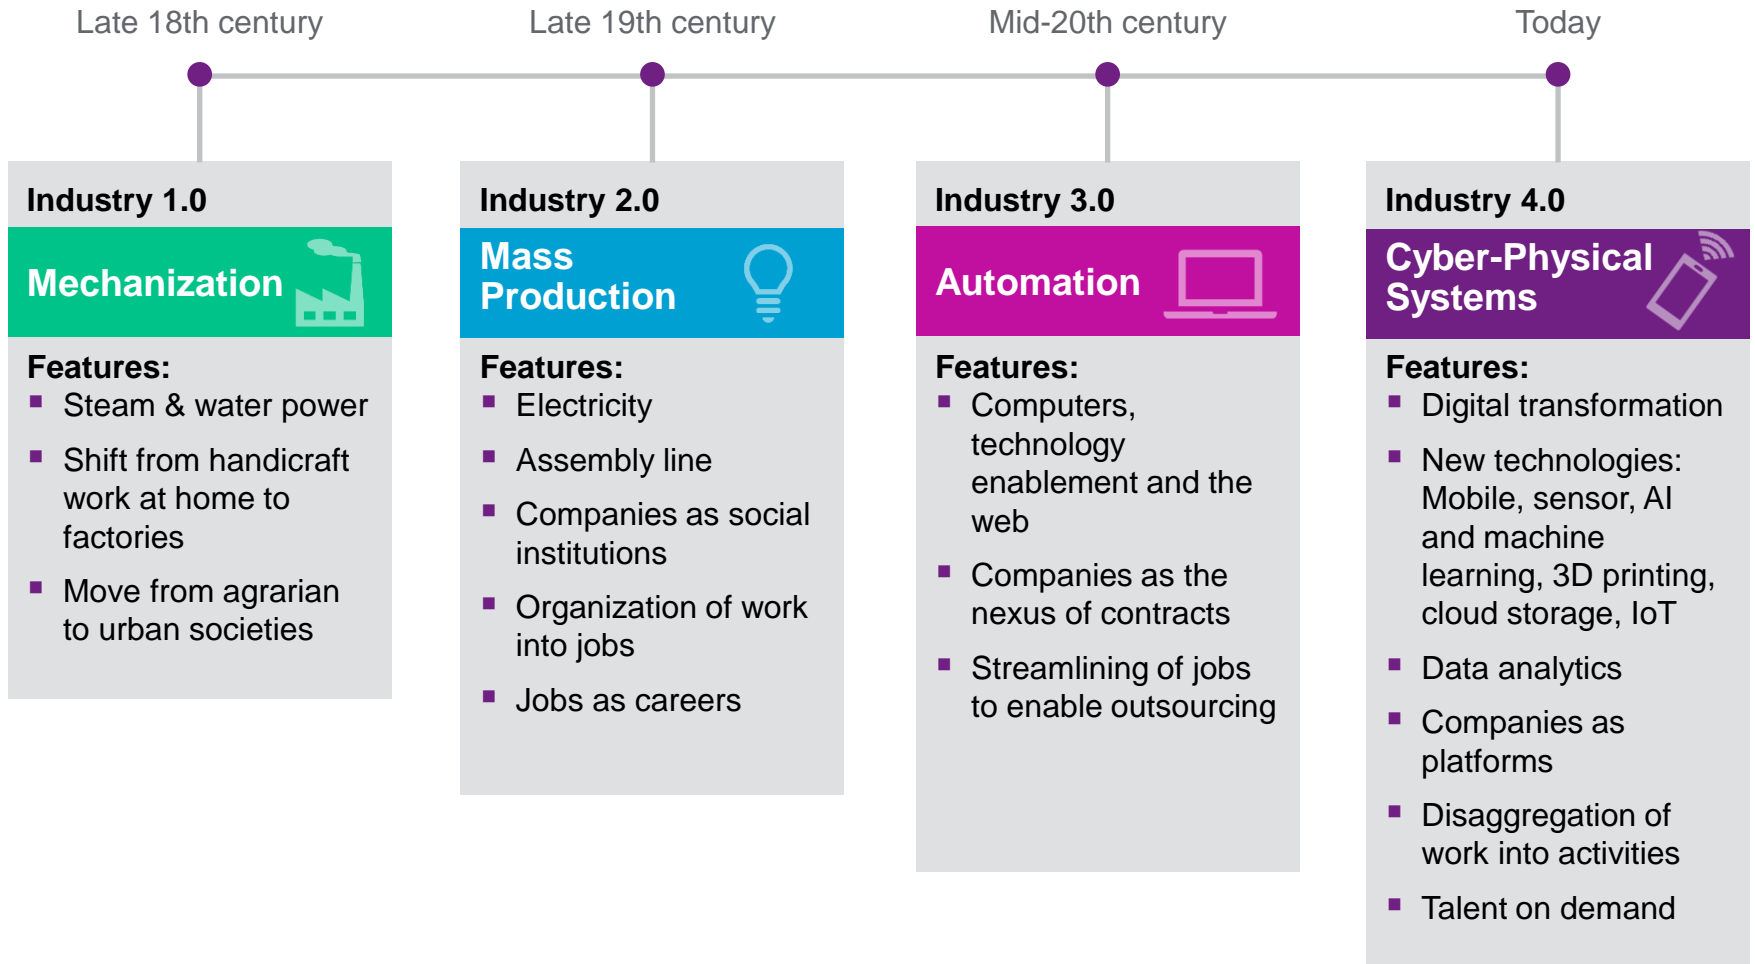 Late 18th century
Late 19th century
Mid-20th century
Today
Industry 1.0
Mechanization
Features:
Steam & water power
Shift from handicraft
work at home to
factories
Move from agrarian
to urban societies
Industry 2.0
Mass
Production
Features:
Electricity
Assembly line
Companies as social
institutions
Organization of work
into jobs
Jobs as careers
Industry 3.0
Automation
Features:
Computers,
technology
enablement and the
web
Companies as the
nexus of contracts
Streamlining of jobs
to enable outsourcing
Industry 4.0
Cyber-Physical
Systems
Features:
Digital transformation
New technologies:
Mobile, sensor, AI
and machine
learning, 3D printing,
cloud storage, IoT
Data analytics
Companies as
platforms
Disaggregation of
work into activities
Talent on demand